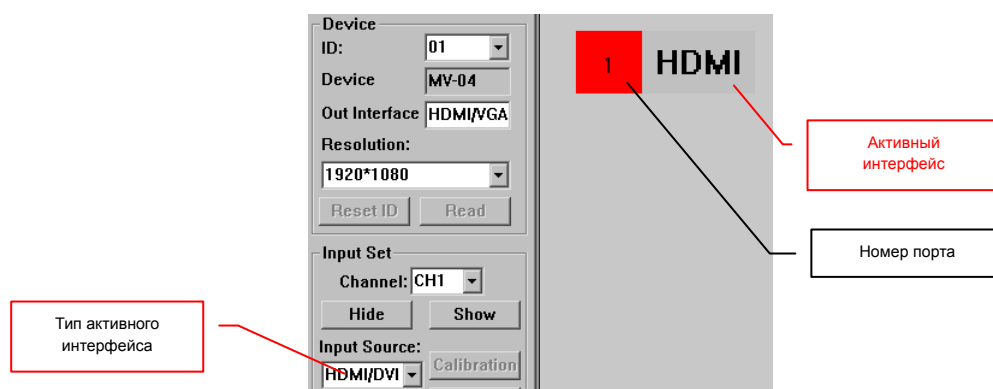 Device
ID: 01
Device MV-04
Out Interface HDMI/VGA
Resolution:
1920*1080
Reset ID Read
Input Set
Channel: CH1
Hide Show
Input Source: Calibration
HDMI/DVI
1 HDMI
Активный
интерфейс
Номер порта
Тип активного
интерфейса